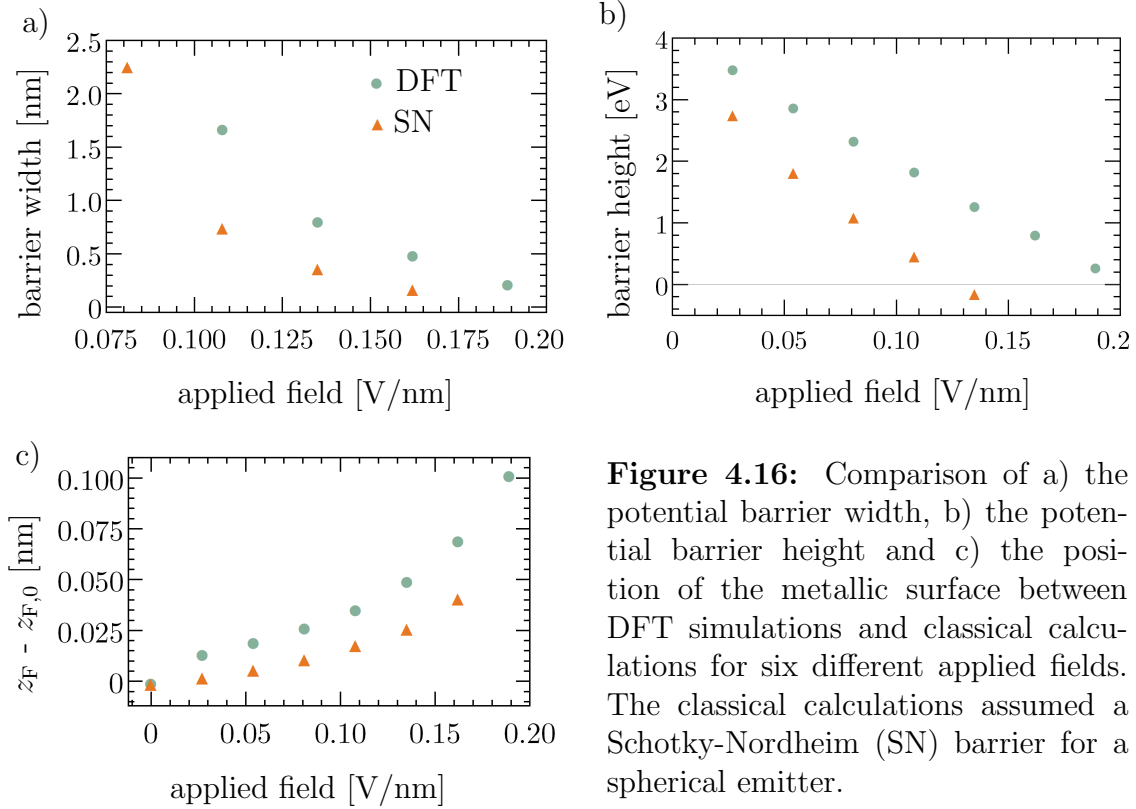 a)
2.5
2.0
1.5
1.0
0.5
0
barrier width [nm]
DFT
SN
0.075 0.100 0.125 0.150 0.175 0.20
applied field [V/nm]
b)
4
3
2
1
0
barrier height [eV]
0 0.05 0.10 0.15 0.2
applied field [V/nm]
c)
0.100
0.075
0.050
0.025
0
zF - zF,0 [nm]
0 0.05 0.10 0.15 0.20
applied field [V/nm]
Figure 4.16: Comparison of a) the
potential barrier width, b) the poten-
tial barrier height and c) the posi-
tion of the metallic surface between
DFT simulations and classical calcu-
lations for six different applied fields.
The classical calculations assumed a
Schotky-Nordheim (SN) barrier for a
spherical emitter.